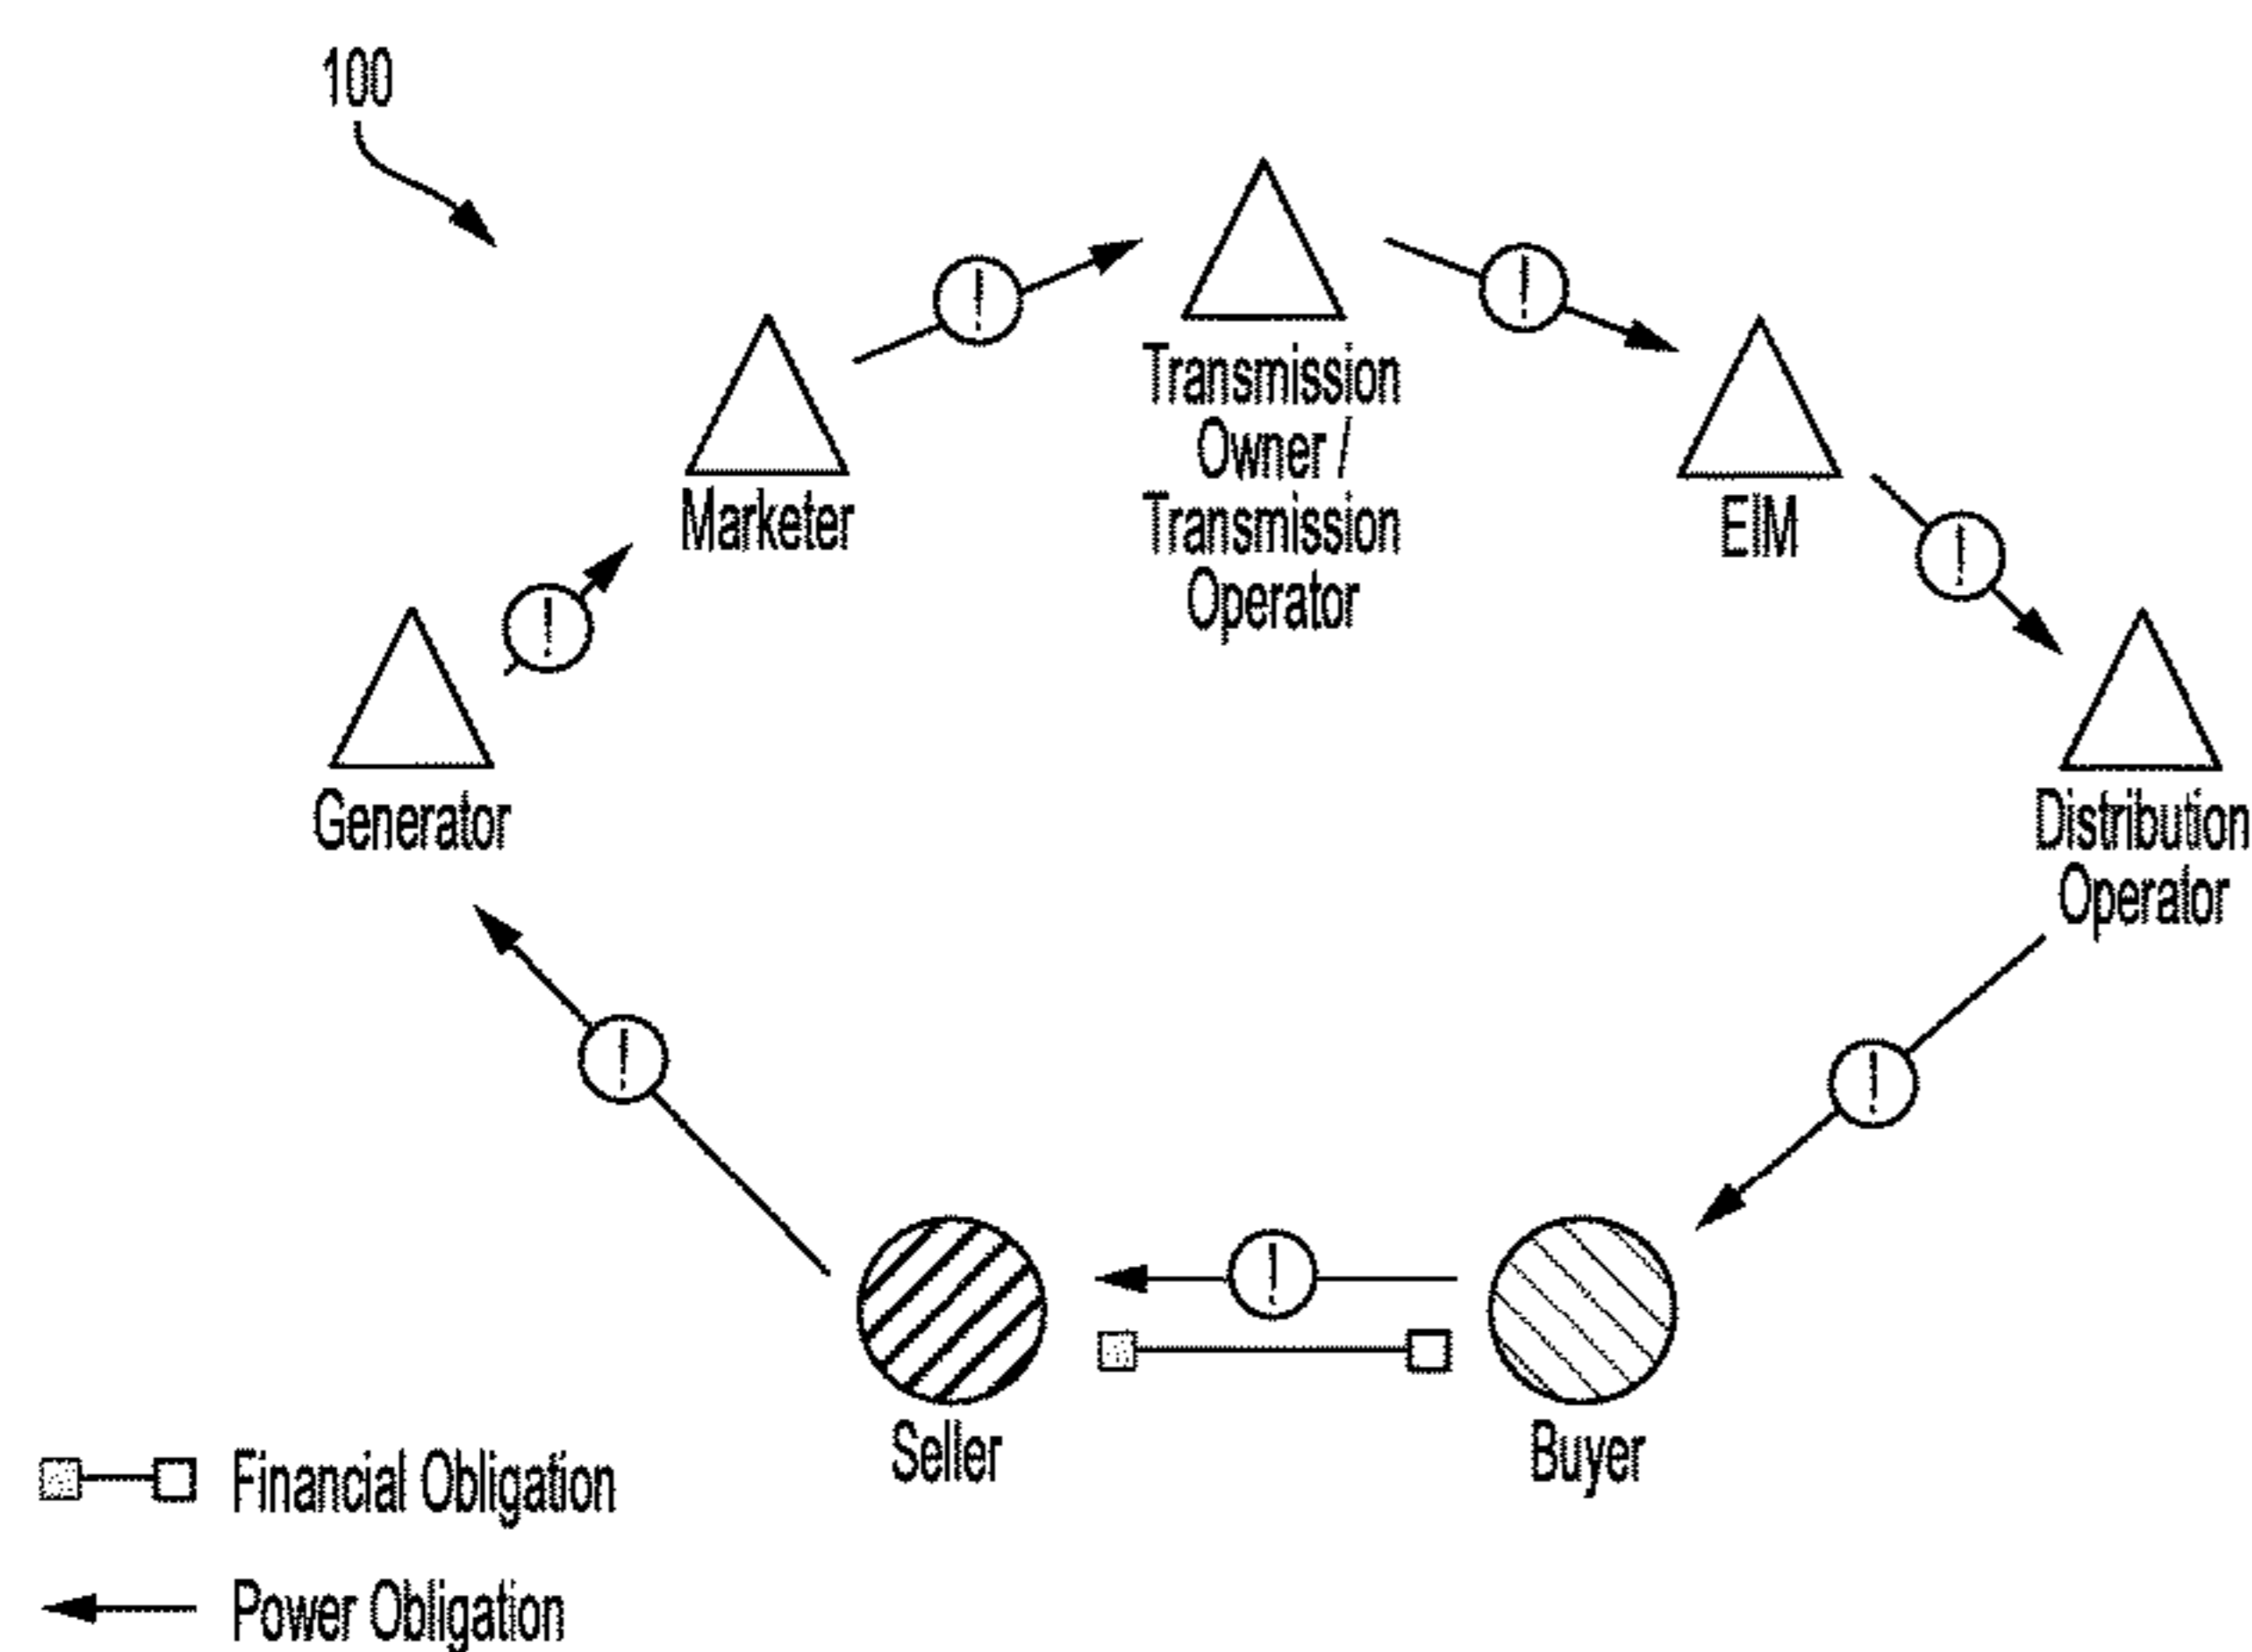 100
!
!
Transmission
Owner /
Transmission
Operator
Marketer
EIM
!
!
Generator
Distribution
Operator
!
!
!
Seller
Buyer
Financial Obligation
Power Obligation